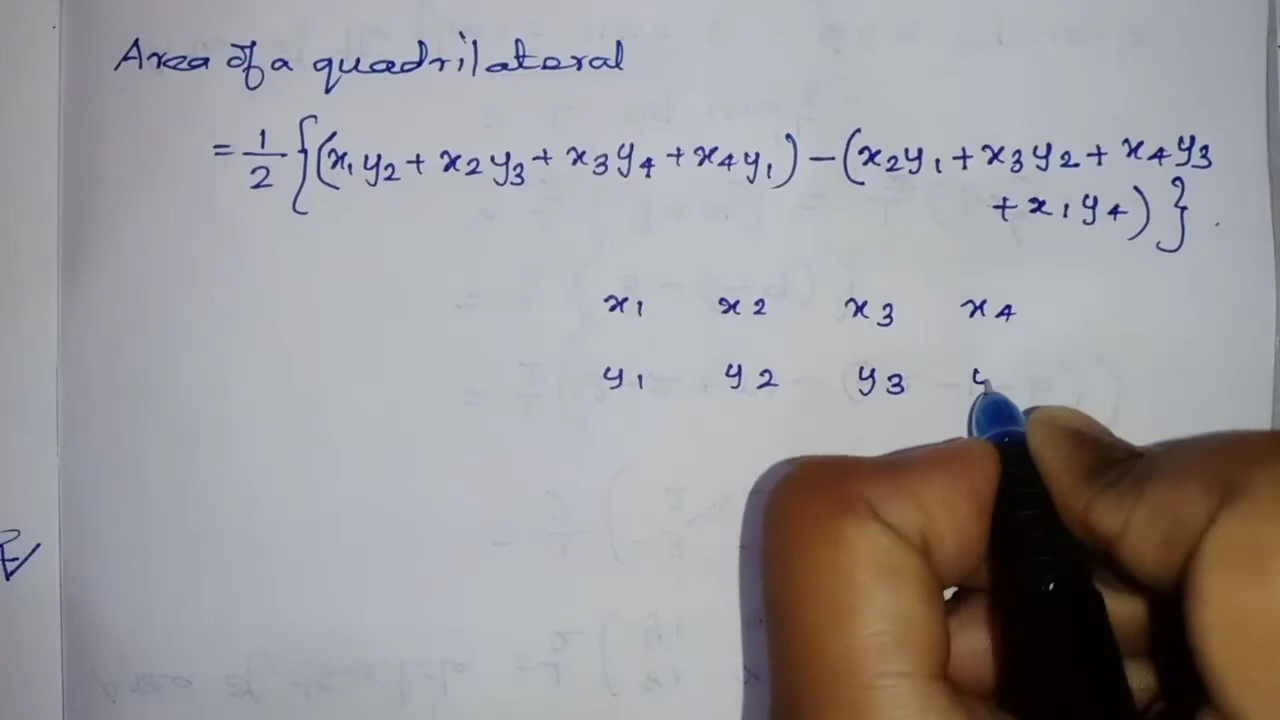 Area of a quadrilateral
= 1/2 {(x₁y₂ + x₂y₃ + x₃y₄ + x₄y₁) − (x₂y₁ + x₃y₂ + x₄y₃
+ x₁y₄)}.
x₁ x₂ x₃ x₄
y₁ y₂ y₃ y